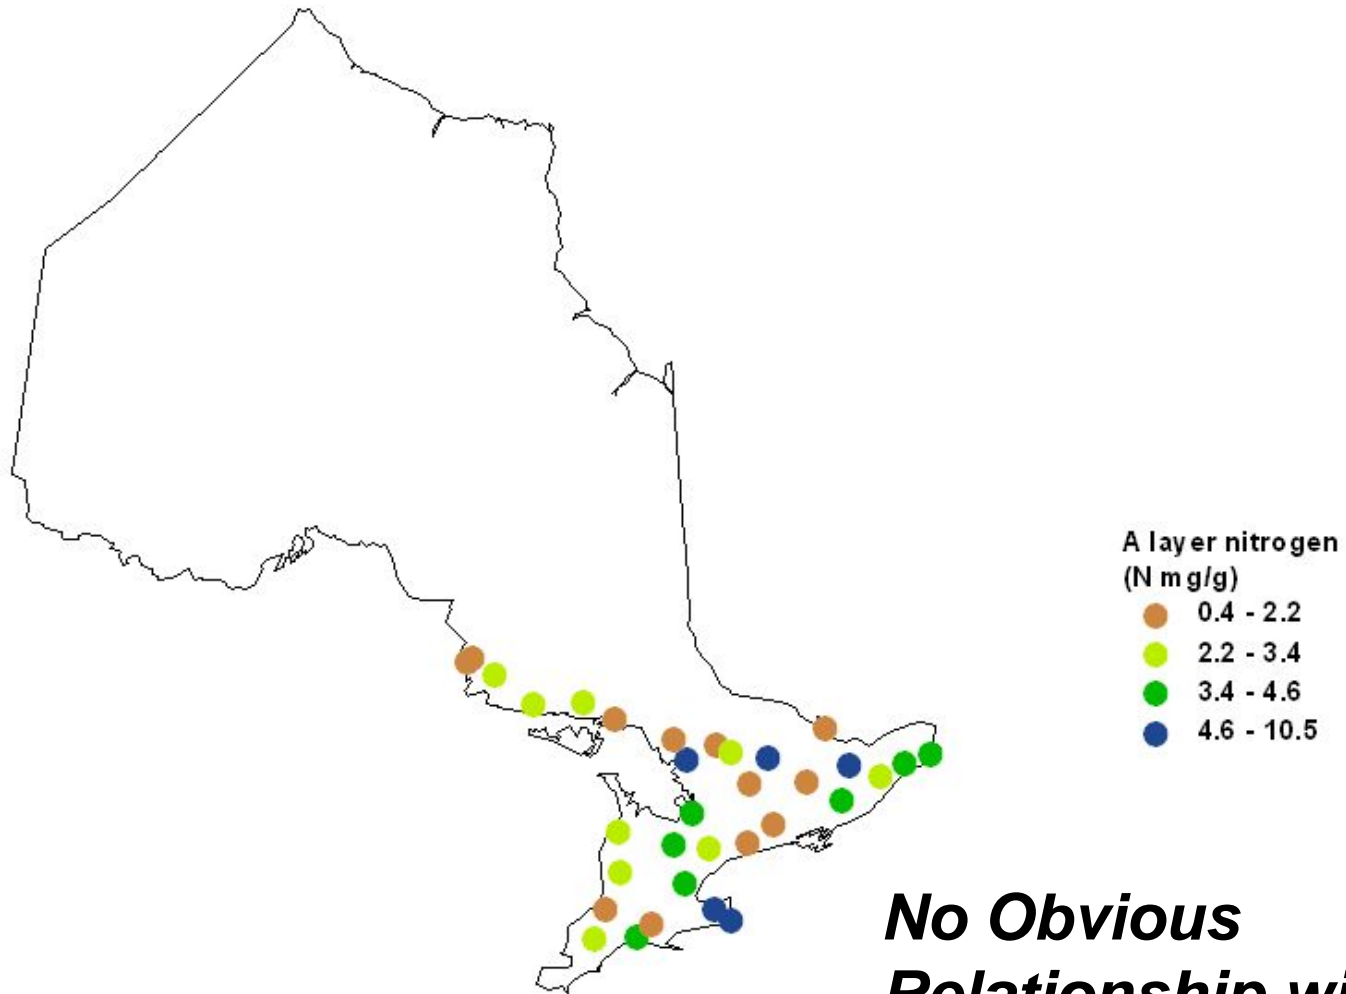 A layer nitrogen
(N mg/g)
0.4 - 2.2
2.2 - 3.4
3.4 - 4.6
4.6 - 10.5
No Obvious
Relationship